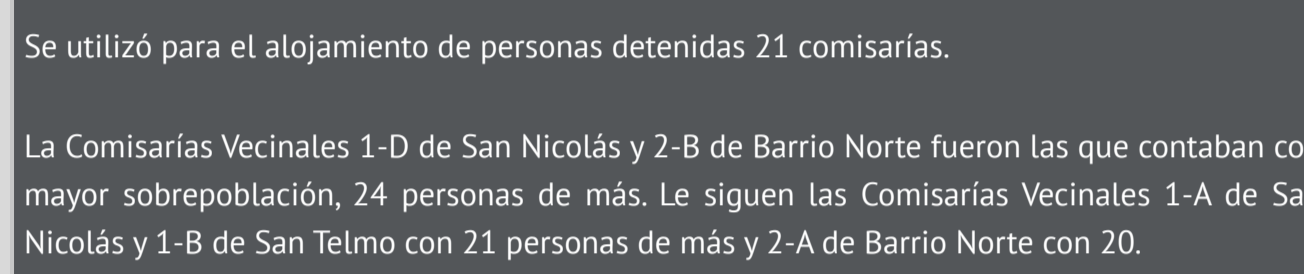 Se utilizó para el alojamiento de personas detenidas 21 comisarías.
La Comisarías Vecinales 1-D de San Nicolás y 2-B de Barrio Norte fueron las que contaban co
mayor sobrepoblación, 24 personas de más. Le siguen las Comisarías Vecinales 1-A de Sa
Nicolás y 1-B de San Telmo con 21 personas de más y 2-A de Barrio Norte con 20.